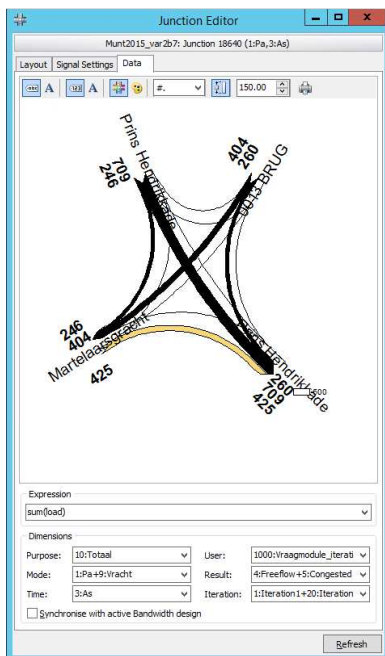 Junction Editor
Munt2015_var2b7: Junction 18640 (1:Pa,3:As)
Layout
Signal Settings
Data
abc
A
123
A
#.
150.00
Prins Hendrikkade
709
246
404
260
0013 BRUG
246
404
Martelaarsgracht
425
Prins Hendrikkade
260
709
425
500
Expression
sum(load)
Dimensions
Purpose: 10:Totaal
User: 1000:Vraagmodule_iterati
Mode: 1:Pa+9:Vracht
Result: 4:Freeflow+5:Congested
Time: 3:As
Iteration: 1:Iteration1+20:Iteration
Synchronise with active Bandwidth design
Refresh